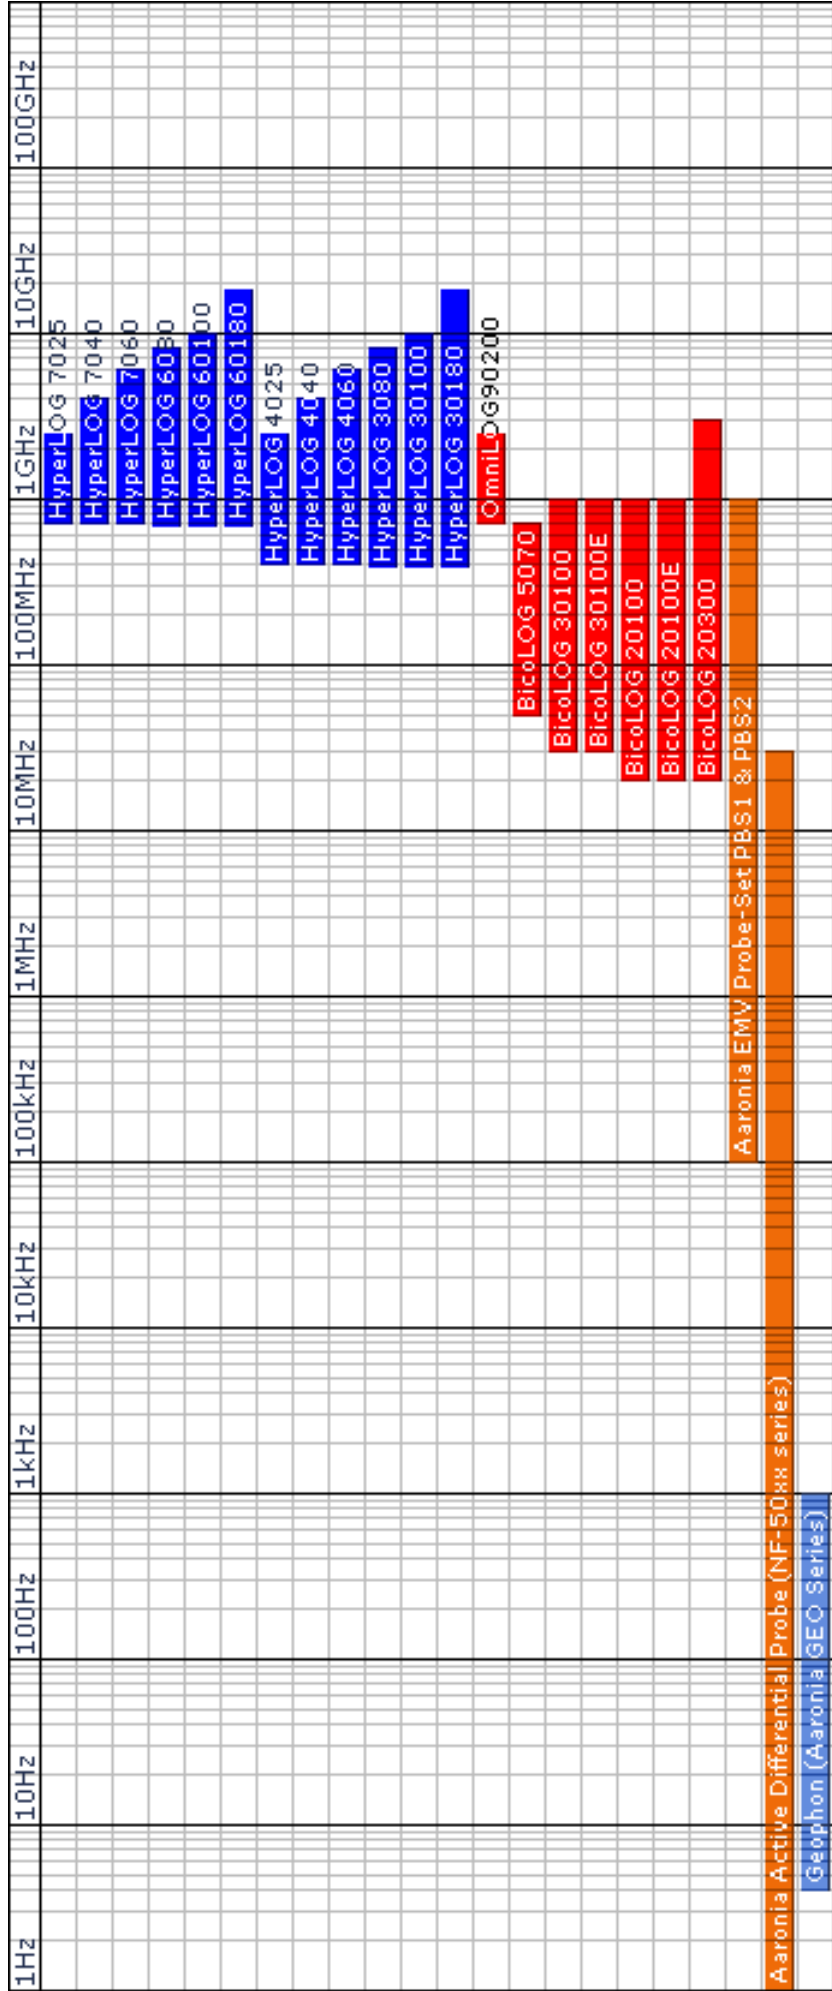 1Hz 10Hz 100Hz 1kHz 10kHz 100kHz 1MHz 10MHz 100MHz 1GHz 10GHz 100GHz
HyperLOG 7025
HyperLOG 7040
HyperLOG 7060
HyperLOG 6080
HyperLOG 60100
HyperLOG 60180
HyperLOG 4025
HyperLOG 4040
HyperLOG 4060
HyperLOG 3080
HyperLOG 30100
HyperLOG 30180
OmniLOG90200
BicoLOG 5070
BicoLOG 30100
BicoLOG 30100E
BicoLOG 20100
BicoLOG 20100E
BicoLOG 20300
Aaronia EMV Probe-Set PBS1 & PBS2
Aaronia Active Differential Probe (NF-50xx series)
Geophon (Aaronia GEO Series)